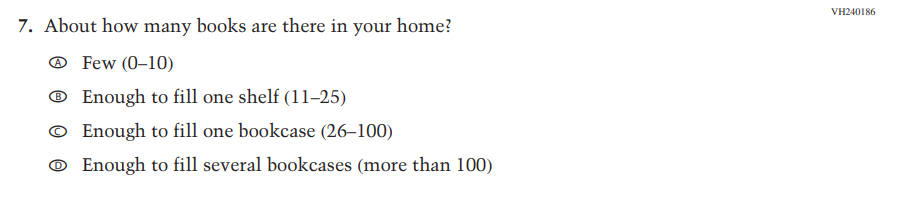 VH240186
7. About how many books are there in your home?
Ⓐ Few (0–10)
Ⓑ Enough to fill one shelf (11–25)
Ⓒ Enough to fill one bookcase (26–100)
Ⓓ Enough to fill several bookcases (more than 100)